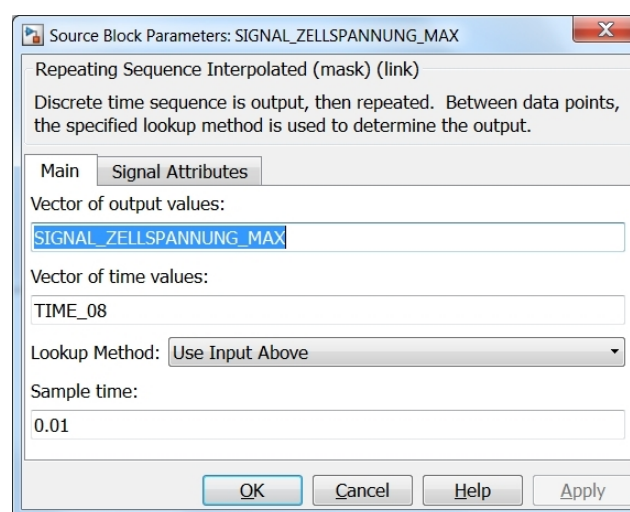 Source Block Parameters: SIGNAL_ZELLSPANNUNG_MAX
X
Repeating Sequence Interpolated (mask) (link)
Discrete time sequence is output, then repeated. Between data points,
the specified lookup method is used to determine the output.
Main Signal Attributes
Vector of output values:
SIGNAL_ZELLSPANNUNG_MAX
Vector of time values:
TIME_08
Lookup Method: Use Input Above
Sample time:
0.01
OK Cancel Help Apply